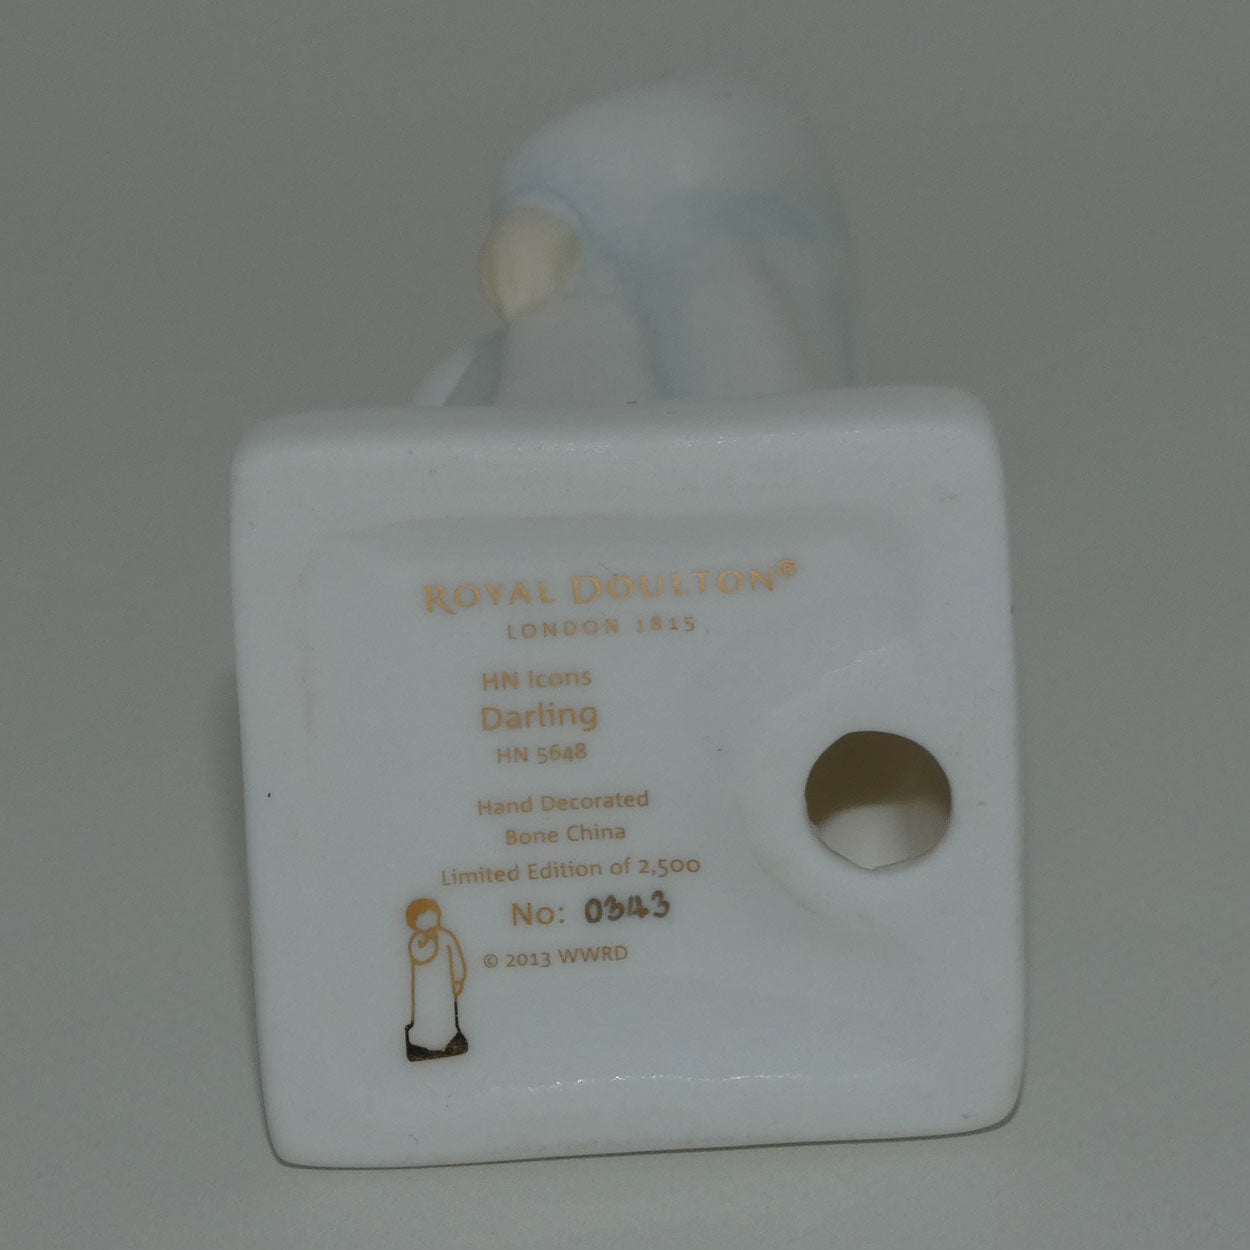 ROYAL DOULTON®
LONDON 1815
HN Icons
Darling
HN 5648
Hand Decorated
Bone China
Limited Edition of 2,500
No: 0343
© 2013 WWRD